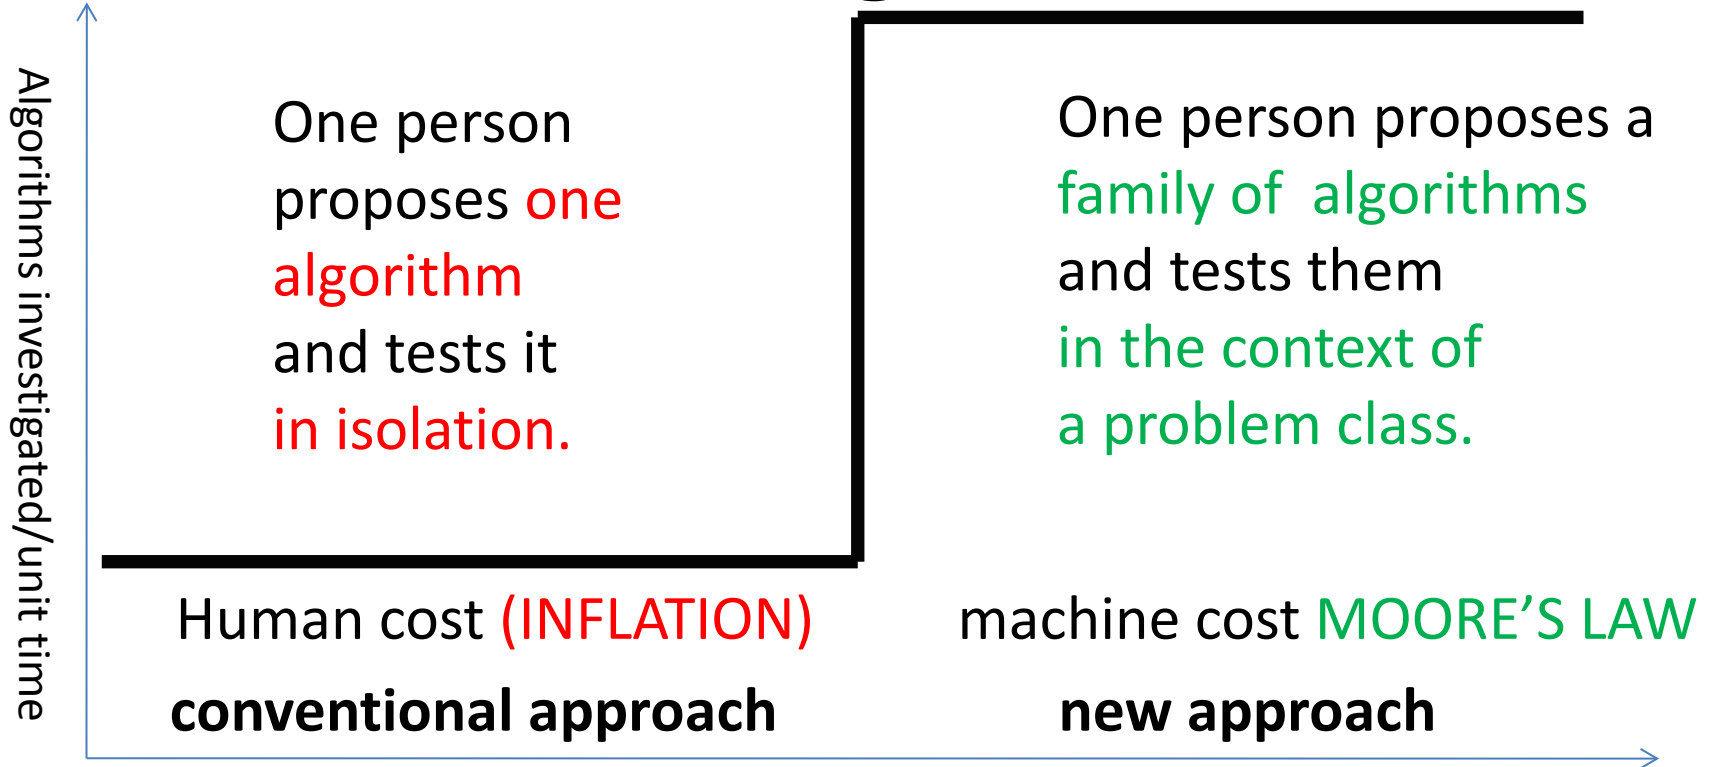 Algorithms investigated/unit time
One person
proposes one
algorithm
and tests it
in isolation.
One person proposes a
family of  algorithms
and tests them
in the context of
a problem class.
Human cost (INFLATION)
machine cost MOORE’S LAW
conventional approach
new approach